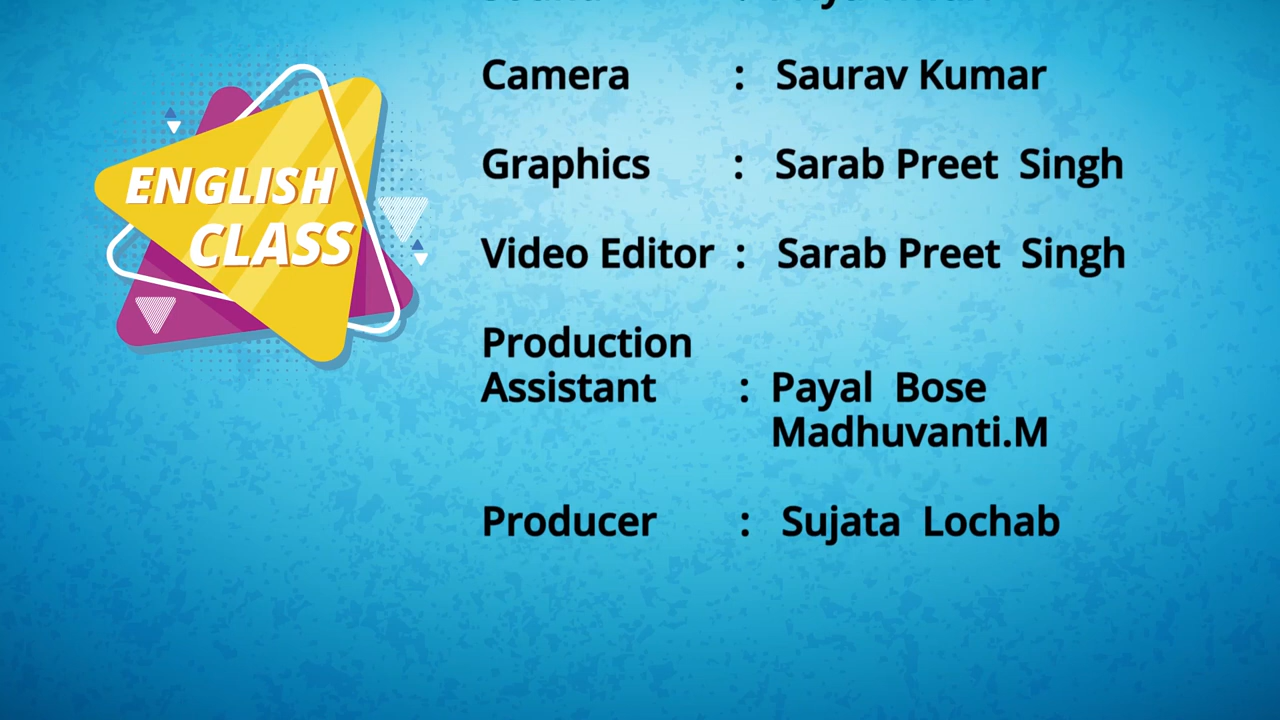 ENGLISH
CLASS
Camera : Saurav Kumar
Graphics : Sarab Preet Singh
Video Editor : Sarab Preet Singh
Production
Assistant : Payal Bose
Madhuvanti.M
Producer : Sujata Lochab